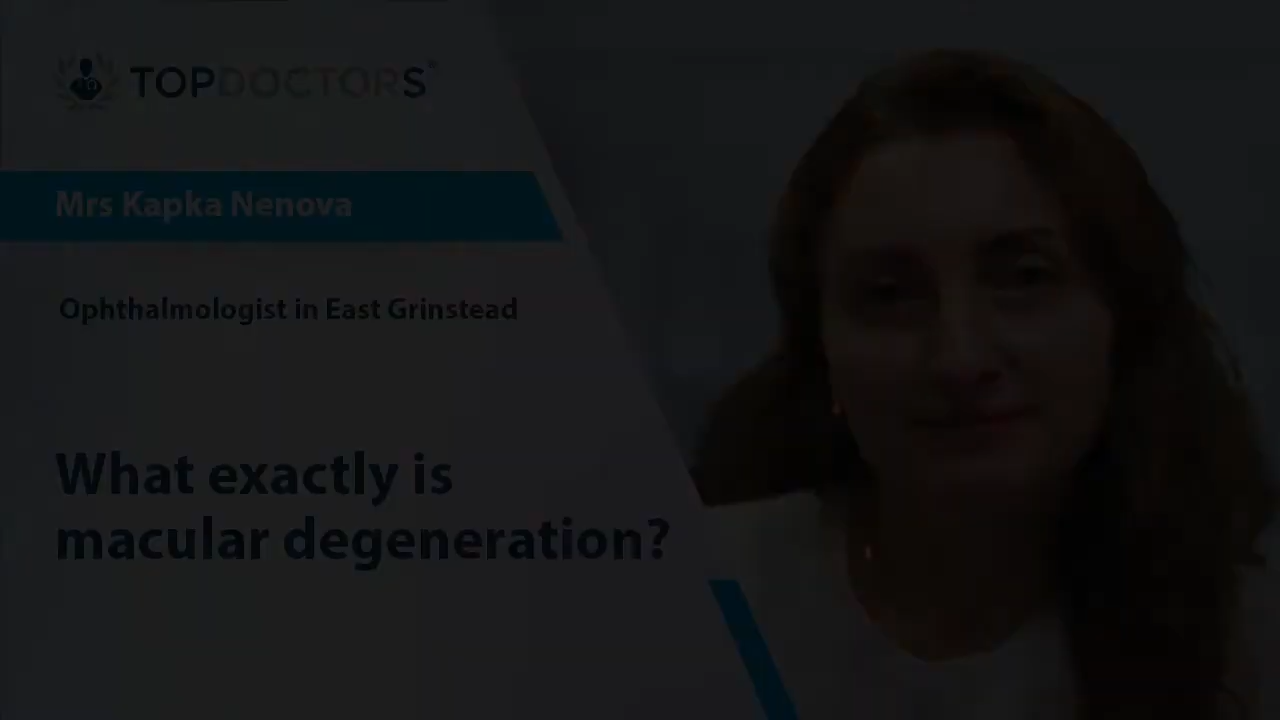 TOPDOCTORS
Mrs Kapka Nenova
Ophthalmologist in East Grinstead
What exactly is
macular degeneration?